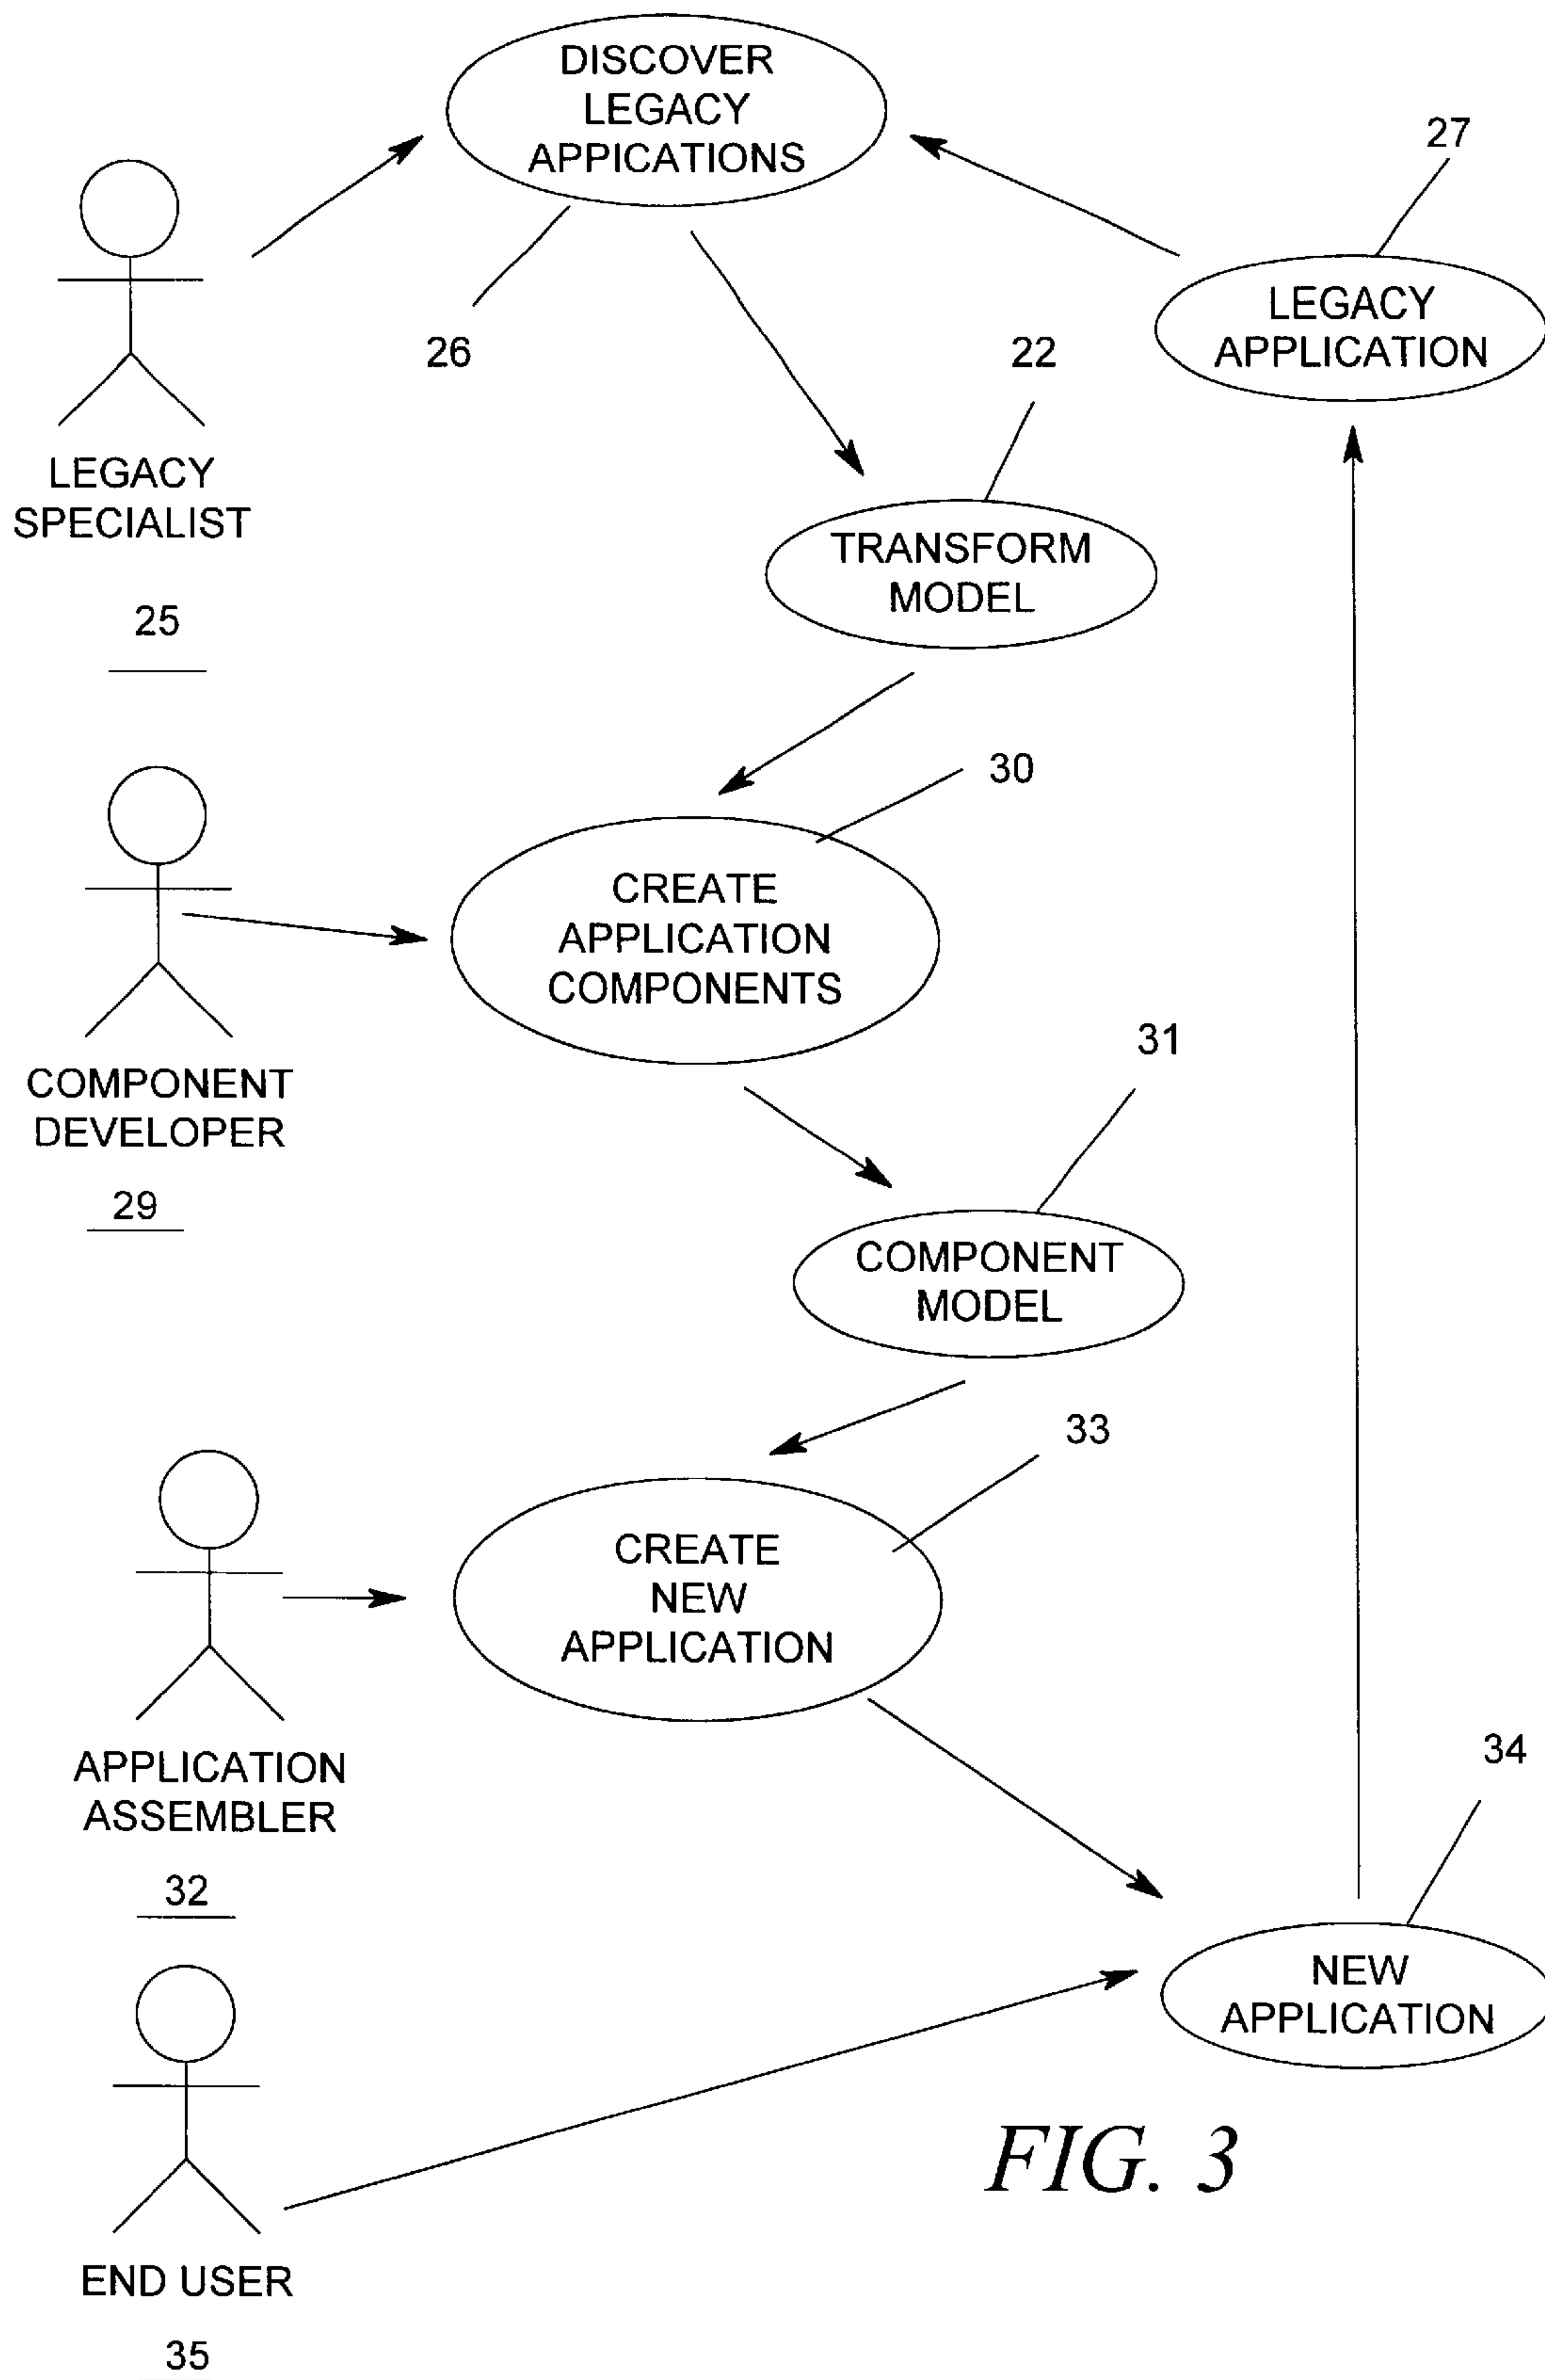 DISCOVER
LEGACY
APPICATIONS
27
LEGACY
APPLICATION
26
22
LEGACY
SPECIALIST
25
TRANSFORM
MODEL
30
CREATE
APPLICATION
COMPONENTS
COMPONENT
DEVELOPER
29
31
COMPONENT
MODEL
33
CREATE
NEW
APPLICATION
APPLICATION
ASSEMBLER
32
34
NEW
APPLICATION
FIG. 3
END USER
35